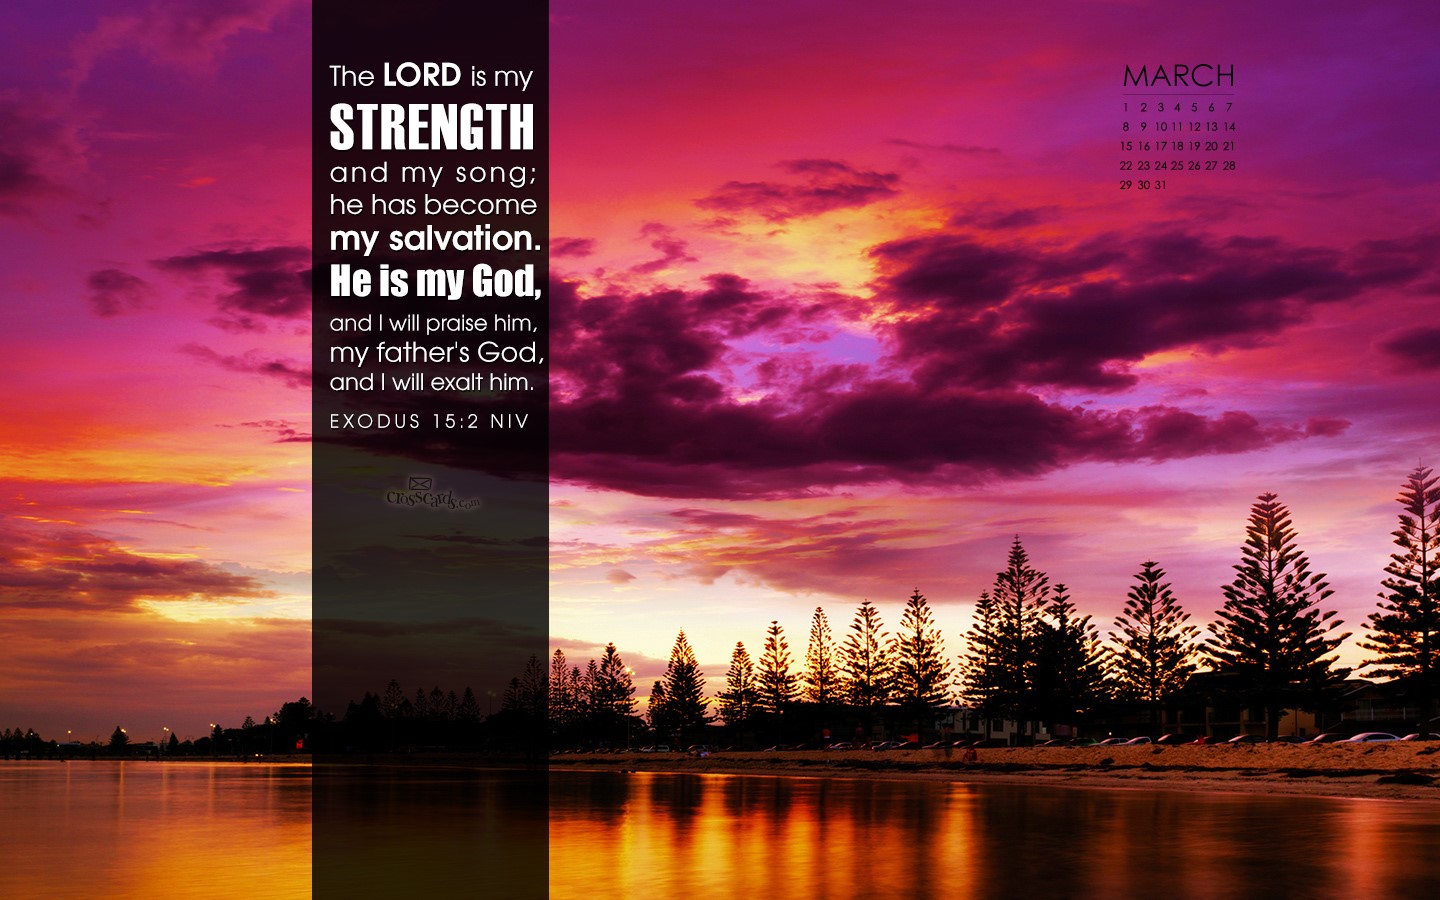 The LORD is my
STRENGTH
and my song;
he has become
my salvation.
He is my God,
and I will praise him,
my father's God,
and I will exalt him.
EXODUS 15:2 NIV
crosscards.com
MARCH
1 2 3 4 5 6 7
8 9 10 11 12 13 14
15 16 17 18 19 20 21
22 23 24 25 26 27 28
29 30 31